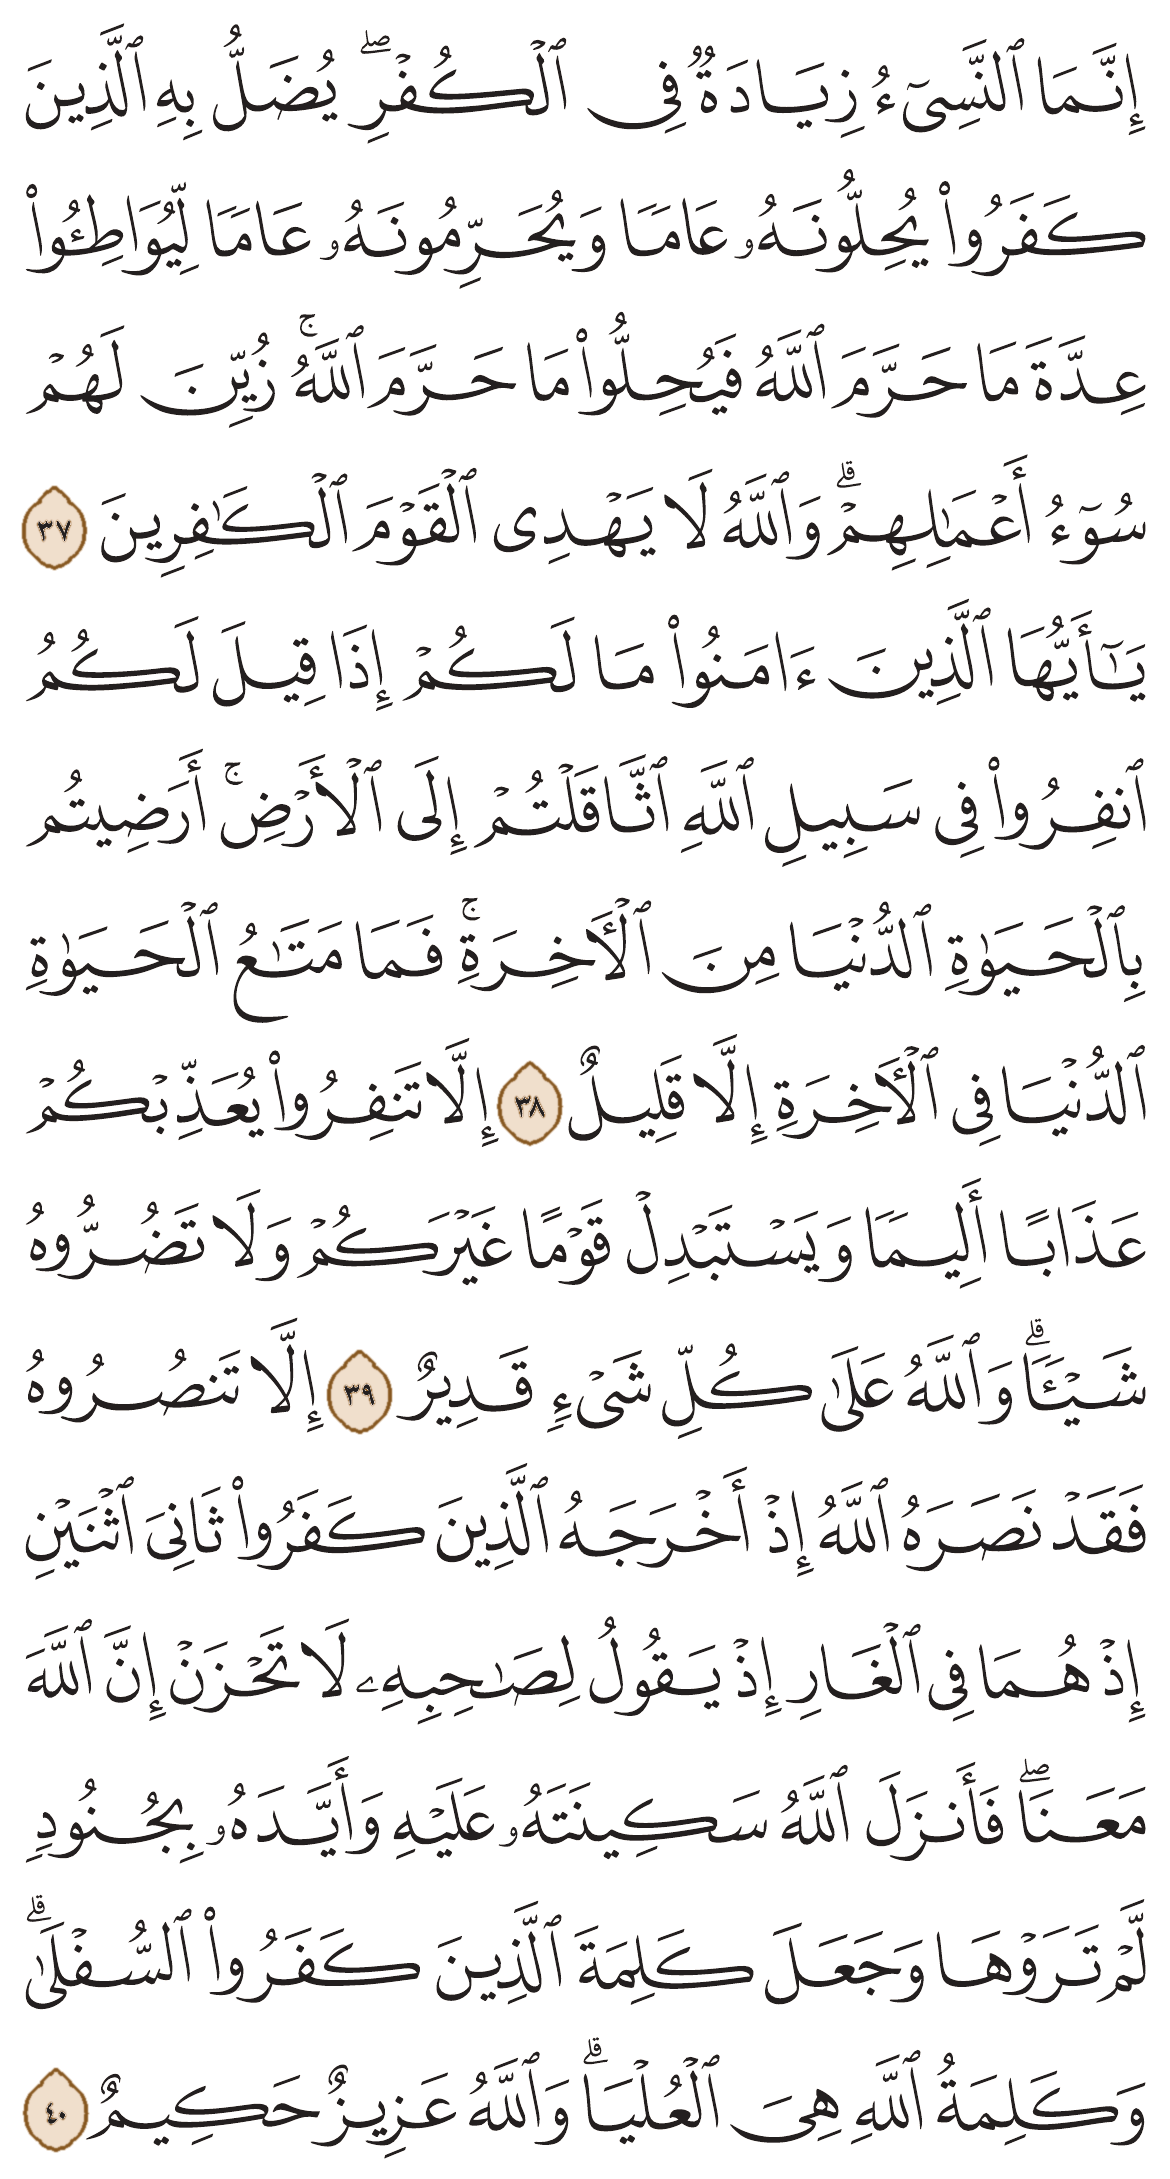 إِنَّمَا ٱلنَّسِىٓءُ زِيَادَةٌ فِى ٱلْكُفْرِ ۖ يُضَلُّ بِهِ ٱلَّذِينَ
كَفَرُوا۟ يُحِلُّونَهُۥ عَامًا وَيُحَرِّمُونَهُۥ عَامًا لِّيُوَاطِـُٔوا۟
عِدَّةَ مَا حَرَّمَ ٱللَّهُ فَيُحِلُّوا۟ مَا حَرَّمَ ٱللَّهُ ۚ زُيِّنَ لَهُمْ
سُوٓءُ أَعْمَـٰلِهِمْ ۗ وَٱللَّهُ لَا يَهْدِى ٱلْقَوْمَ ٱلْكَـٰفِرِينَ ٣٧
يَـٰٓأَيُّهَا ٱلَّذِينَ ءَامَنُوا۟ مَا لَكُمْ إِذَا قِيلَ لَكُمُ
ٱنفِرُوا۟ فِى سَبِيلِ ٱللَّهِ ٱثَّاقَلْتُمْ إِلَى ٱلْأَرْضِ ۚ أَرَضِيتُم
بِٱلْحَيَوٰةِ ٱلدُّنْيَا مِنَ ٱلْـَٔاخِرَةِ ۚ فَمَا مَتَـٰعُ ٱلْحَيَوٰةِ
ٱلدُّنْيَا فِى ٱلْـَٔاخِرَةِ إِلَّا قَلِيلٌ ٣٨ إِلَّا تَنفِرُوا۟ يُعَذِّبْكُمْ
عَذَابًا أَلِيمًا وَيَسْتَبْدِلْ قَوْمًا غَيْرَكُمْ وَلَا تَضُرُّوهُ
شَيْـًٔا ۗ وَٱللَّهُ عَلَىٰ كُلِّ شَىْءٍ قَدِيرٌ ٣٩ إِلَّا تَنصُرُوهُ
فَقَدْ نَصَرَهُ ٱللَّهُ إِذْ أَخْرَجَهُ ٱلَّذِينَ كَفَرُوا۟ ثَانِىَ ٱثْنَيْنِ
إِذْ هُمَا فِى ٱلْغَارِ إِذْ يَقُولُ لِصَـٰحِبِهِۦ لَا تَحْزَنْ إِنَّ ٱللَّهَ
مَعَنَا ۖ فَأَنزَلَ ٱللَّهُ سَكِينَتَهُۥ عَلَيْهِ وَأَيَّدَهُۥ بِجُنُودٍ
لَّمْ تَرَوْهَا وَجَعَلَ كَلِمَةَ ٱلَّذِينَ كَفَرُوا۟ ٱلسُّفْلَىٰ ۗ
وَكَلِمَةُ ٱللَّهِ هِىَ ٱلْعُلْيَا ۗ وَٱللَّهُ عَزِيزٌ حَكِيمٌ ٤٠